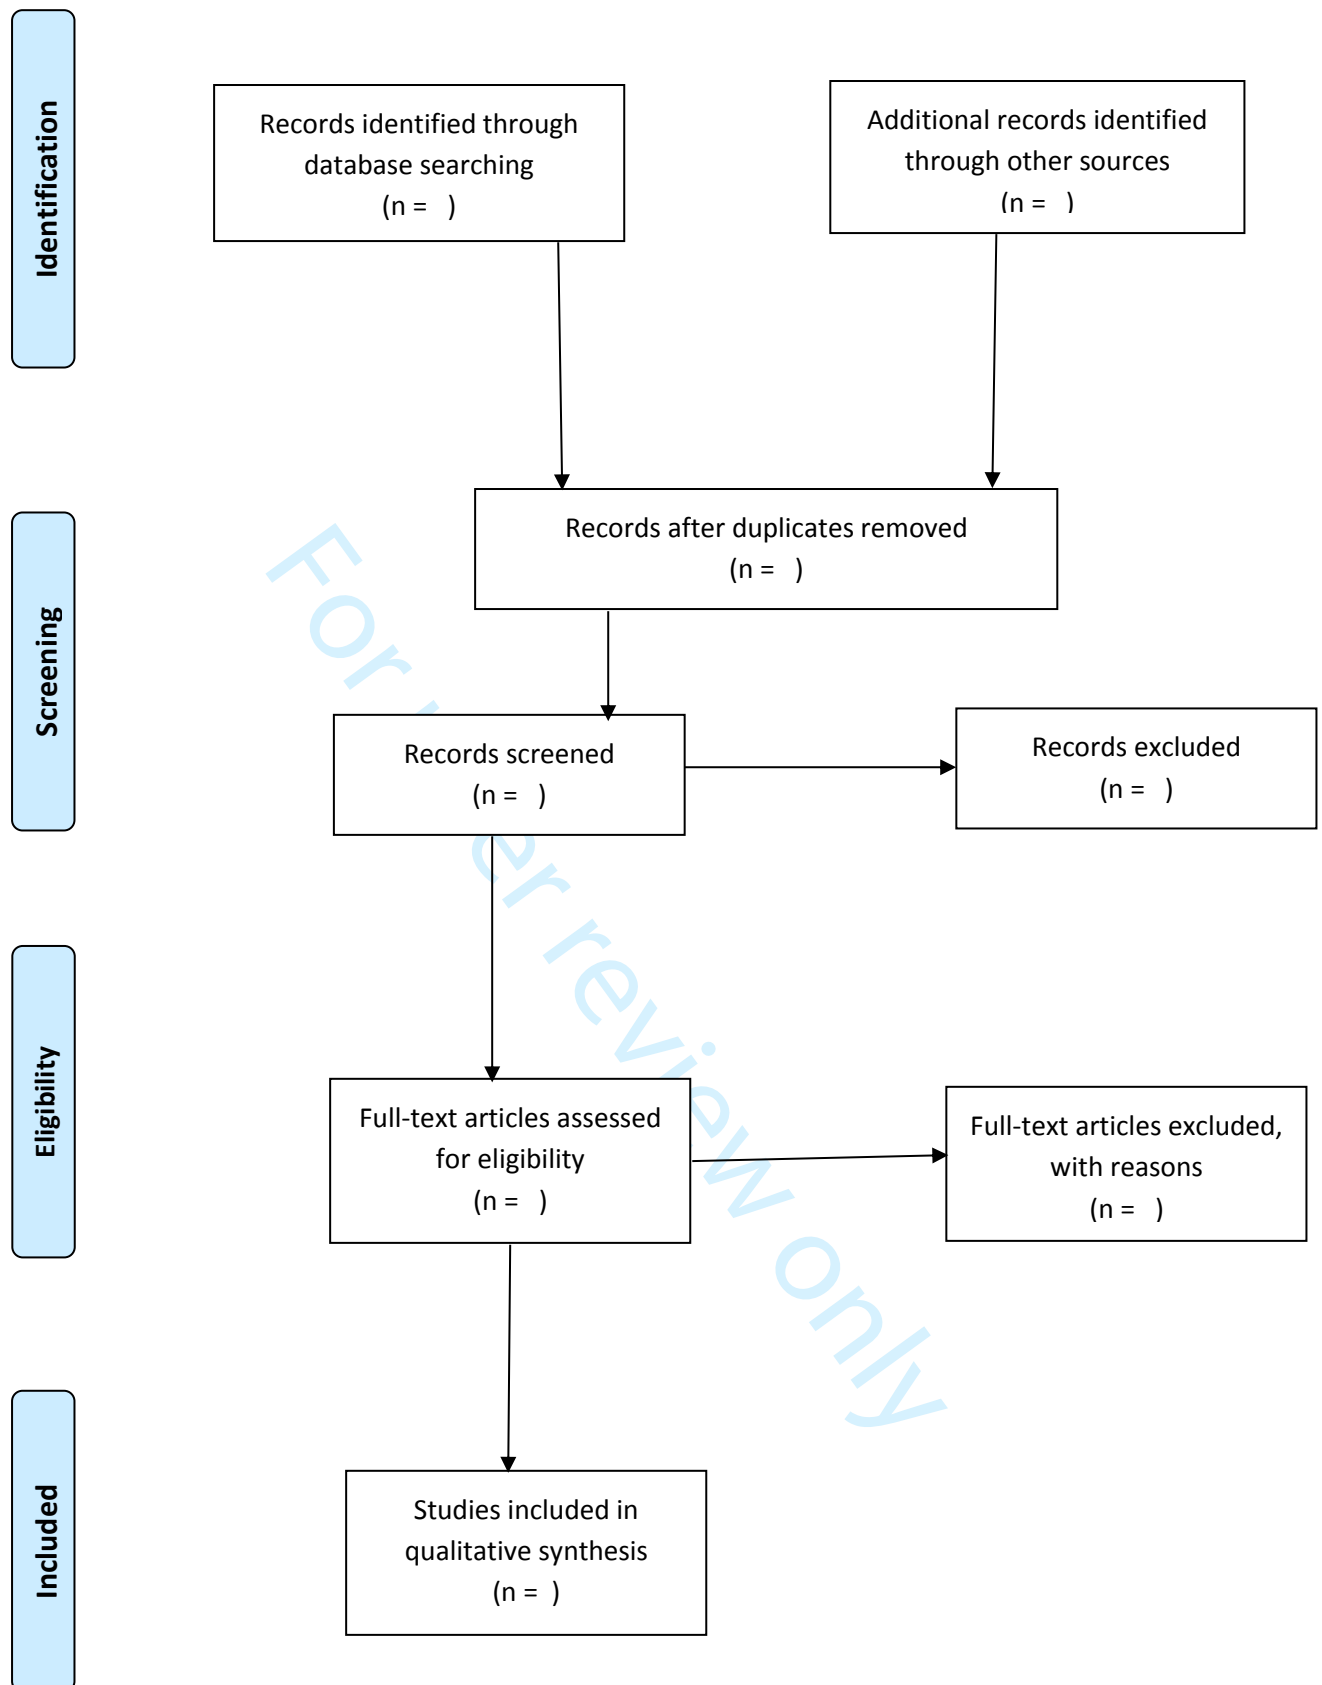 Identification
Records identified through
database searching
(n =   )
Additional records identified
through other sources
(n =   )
Screening
Records after duplicates removed
(n =   )
Records screened
(n =   )
Records excluded
(n =   )
Eligibility
Full-text articles assessed
for eligibility
(n =   )
Full-text articles excluded,
with reasons
(n =   )
Included
Studies included in
qualitative synthesis
(n =  )
For peer review only